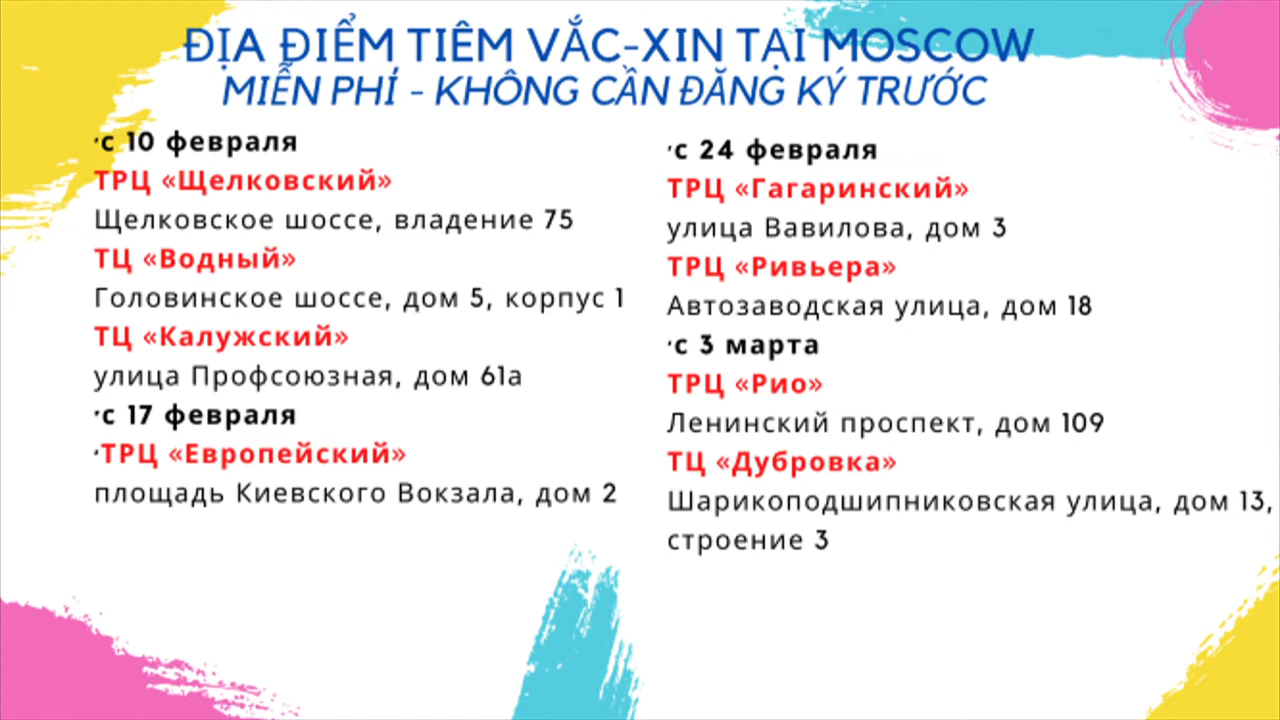 ĐỊA ĐIỂM TIÊM VẮC-XIN TẠI MOSCOW
MIỄN PHÍ - KHÔNG CẦN ĐĂNG KÝ TRƯỚC
·с 10 февраля
ТРЦ «Щелковский»
Щелковское шоссе, владение 75
ТЦ «Водный»
Головинское шоссе, дом 5, корпус 1
ТЦ «Калужский»
улица Профсоюзная, дом 61а
·с 17 февраля
·ТРЦ «Европейский»
площадь Киевского Вокзала, дом 2
·с 24 февраля
ТРЦ «Гагаринский»
улица Вавилова, дом 3
ТРЦ «Ривьера»
Автозаводская улица, дом 18
·с 3 марта
ТРЦ «Рио»
Ленинский проспект, дом 109
ТЦ «Дубровка»
Шарикоподшипниковская улица, дом 13,
строение 3